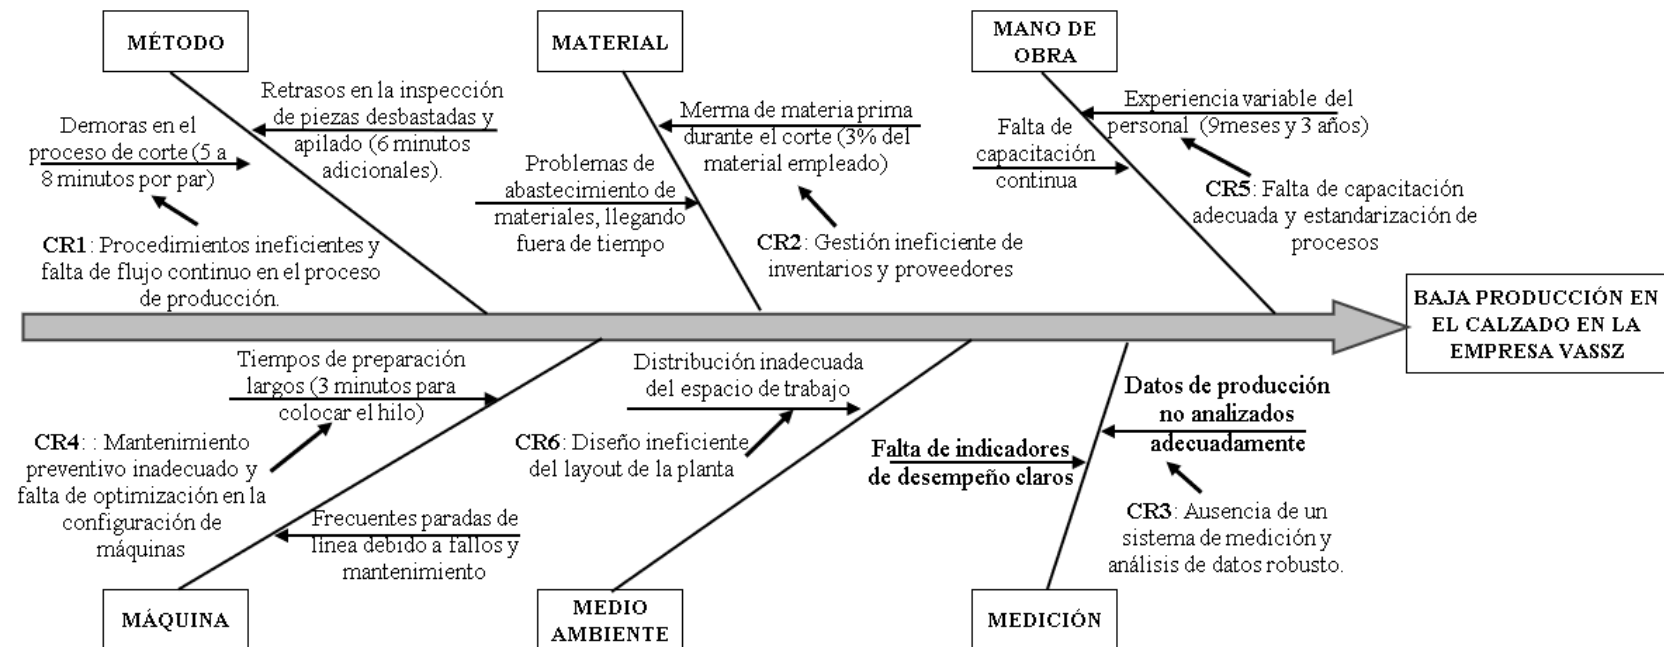 MÉTODO
Retrasos en la inspección
de piezas desbastadas y
apilado (6 minutos
adicionales).
Demoras en el
proceso de corte (5 a
8 minutos por par)
CR1: Procedimientos ineficientes y
falta de flujo continuo en el proceso
de producción.
MATERIAL
Merma de materia prima
durante el corte (3% del
material empleado)
Problemas de
abastecimiento de
materiales, llegando
fuera de tiempo
CR2: Gestión ineficiente de
inventarios y proveedores
MANO DE
OBRA
Experiencia variable del
personal (9meses y 3 años)
Falta de
capacitación
continua
CR5: Falta de capacitación
adecuada y estandarización de
procesos
BAJA PRODUCCIÓN EN
EL CALZADO EN LA
EMPRESA VASSZ
Tiempos de preparación
largos (3 minutos para
colocar el hilo)
CR4: : Mantenimiento
preventivo inadecuado y
falta de optimización en la
configuración de
máquinas
Frecuentes paradas de
línea debido a fallos y
mantenimiento
MÁQUINA
Distribución inadecuada
del espacio de trabajo
CR6: Diseño ineficiente
del layout de la planta
MEDIO
AMBIENTE
Datos de producción
no analizados
adecuadamente
Falta de indicadores
de desempeño claros
CR3: Ausencia de un
sistema de medición y
análisis de datos robusto.
MEDICIÓN